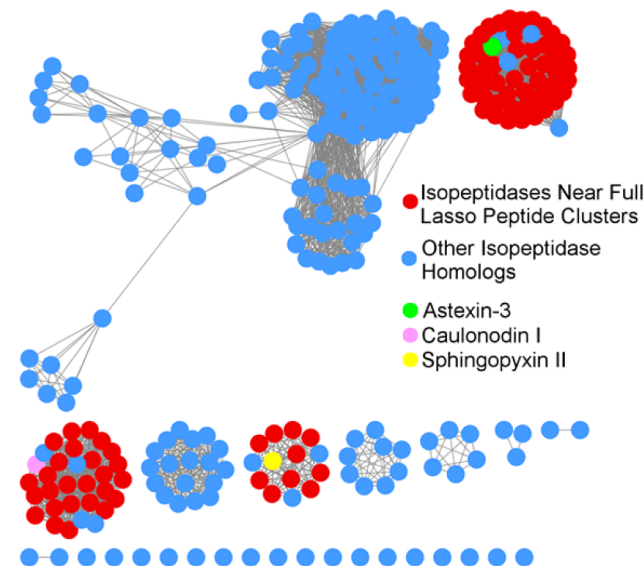 Isopeptidases Near Full
Lasso Peptide Clusters
Other Isopeptidase
Homologs
Astexin-3
Caulonodin I
Sphingopyxin II